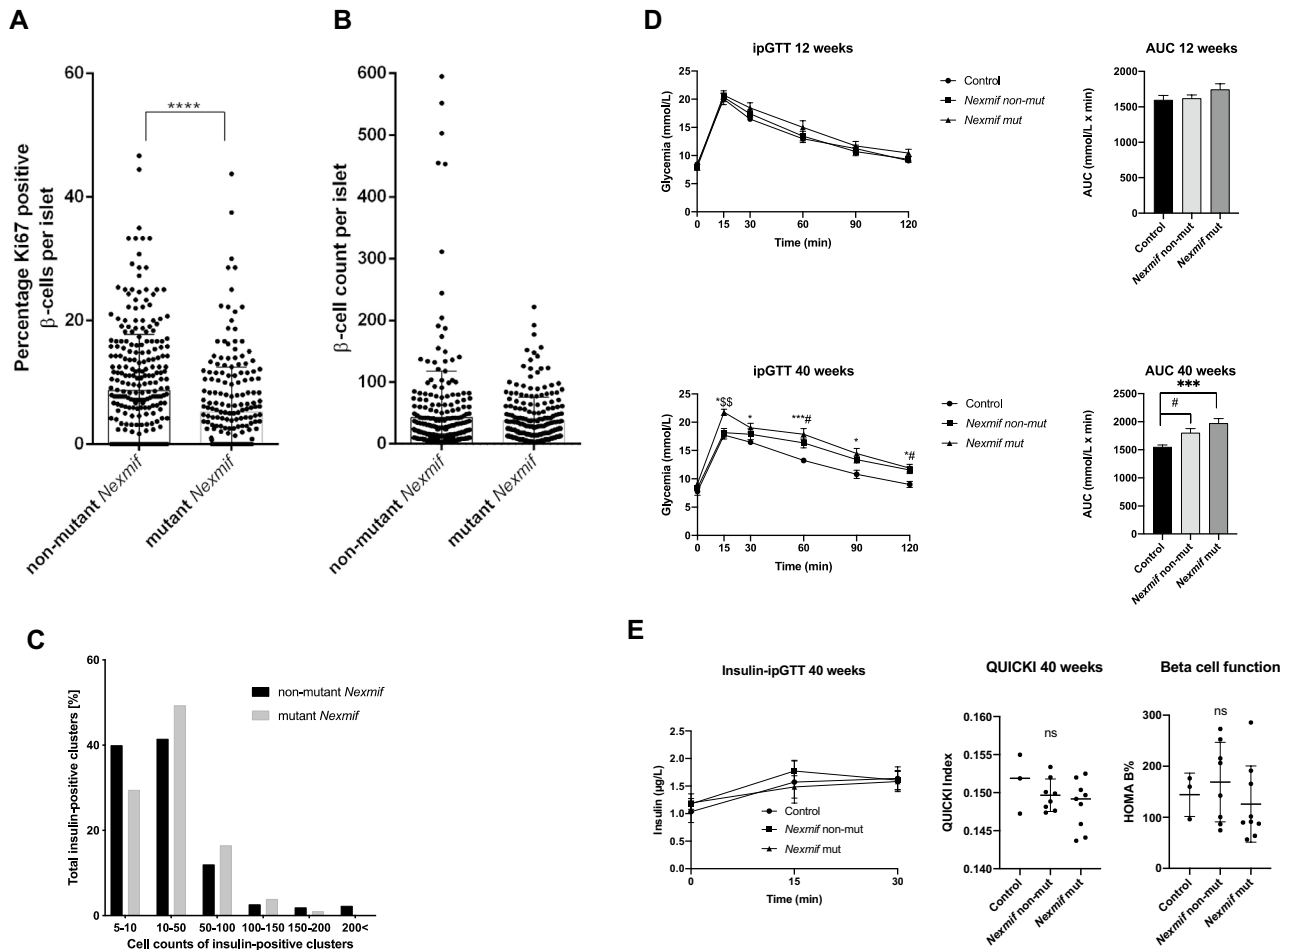 A
Percentage Ki67 positive
β-cells per islet
60
40
20
0
****
non-mutant Nexmif
mutant Nexmif
B
β-cell count per islet
600
500
400
300
200
100
0
non-mutant Nexmif
mutant Nexmif
C
Total insulin-positive clusters [%]
60
40
20
0
non-mutant Nexmif
mutant Nexmif
5-10 10-50 50-100 100-150 150-200 200<
Cell counts of insulin-positive clusters
D
ipGTT 12 weeks
Glycemia (mmol/L)
25
20
15
10
5
0
0 15 30 60 90 120
Time (min)
Control
Nexmif non-mut
Nexmif mut
AUC 12 weeks
AUC (mmol/L x min)
2000
1500
1000
500
0
Control
Nexmif non-mut
Nexmif mut
ipGTT 40 weeks
Glycemia (mmol/L)
25
20
15
10
5
0
*$$
*
***#
*
*#
0 15 30 60 90 120
Time (min)
Control
Nexmif non-mut
Nexmif mut
AUC 40 weeks
AUC (mmol/L x min)
2500
2000
1500
1000
500
0
***
#
Control
Nexmif non-mut
Nexmif mut
E
Insulin-ipGTT 40 weeks
Insulin (µg/L)
2.5
2.0
1.5
1.0
0.5
0.0
Control
Nexmif non-mut
Nexmif mut
0 15 30
Time (min)
QUICKI 40 weeks
QUICKI Index
0.160
0.155
0.150
0.145
0.140
ns
Control
Nexmif non-mut
Nexmif mut
Beta cell function
HOMA B%
300
200
100
0
ns
Control
Nexmif non-mut
Nexmif mut